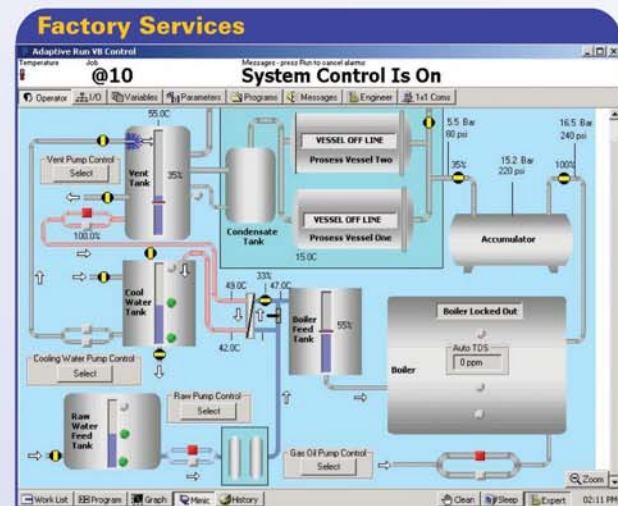 Factory Services
Adaptive Run VB Control
Temperature Job Messages - press Run to cancel alarms
@10 System Control Is On
Operator I/O Variables Parameters Programs Messages Engineer 1x1 Coms
55.0C
Vent Pump Control
Select
Vent Tank
35%
100.0%
VESSEL OFF LINE
Prosess Vessel Two
VESSEL OFF LINE
Prosess Vessel One
Condensate Tank
15.0C
5.5 Bar
80 psi
35%
15.2 Bar
220 psi
16.5 Bar
240 psi
100%
Accumulator
Cool Water Tank
49.0C
33%
47.0C
42.0C
Boiler Feed Tank
55%
Boiler Locked Out
Auto TDS
0 ppm
Boiler
Cooling Water Pump Control
Select
Raw Pump Control
Select
Raw Water Feed Tank
Gas Oil Pump Control
Select
Zoom
Work List Program Graph Mimic History Clean Sleep Expert 02:11 PM